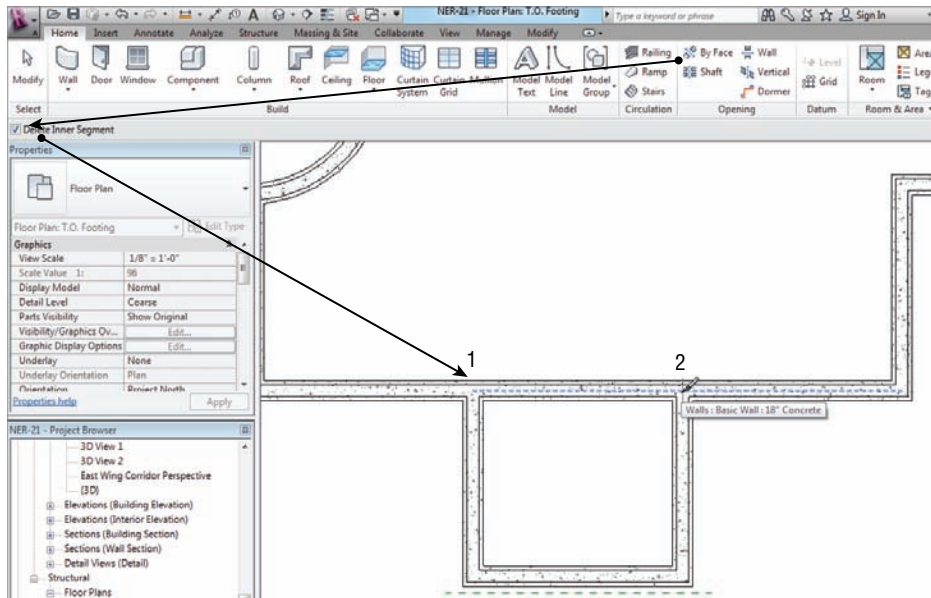 NER-21 - Floor Plan: T.O. Footing
Type a keyword or phrase
Sign In
Home Insert Annotate Analyze Structure Massing & Site Collaborate View Manage Modify
Modify
Wall
Door
Window
Component
Column
Roof
Ceiling
Floor
Curtain System
Curtain Grid
Mullion
Model Text
Model Line
Model Group
Railing
Ramp
Stairs
By Face
Shaft
Wall
Vertical
Dormer
Level
Grid
Room
Area
Leg
Tag
Select
Build
Model
Circulation
Opening
Datum
Room & Area
Delete Inner Segment
Properties
Floor Plan
Floor Plan: T.O. Footing
Edit Type
Graphics
View Scale 1/8" = 1'-0"
Scale Value 1: 96
Display Model Normal
Detail Level Coarse
Parts Visibility Show Original
Visibility/Graphics Ov... Edit...
Graphic Display Options Edit...
Underlay None
Underlay Orientation Plan
Orientation Project North
Properties help
Apply
1
2
Walls : Basic Wall : 18" Concrete
NER-21 - Project Browser
3D View 1
3D View 2
East Wing Corridor Perspective
{3D}
Elevations (Building Elevation)
Elevations (Interior Elevation)
Sections (Building Section)
Sections (Wall Section)
Detail Views (Detail)
Structural
Floor Plans